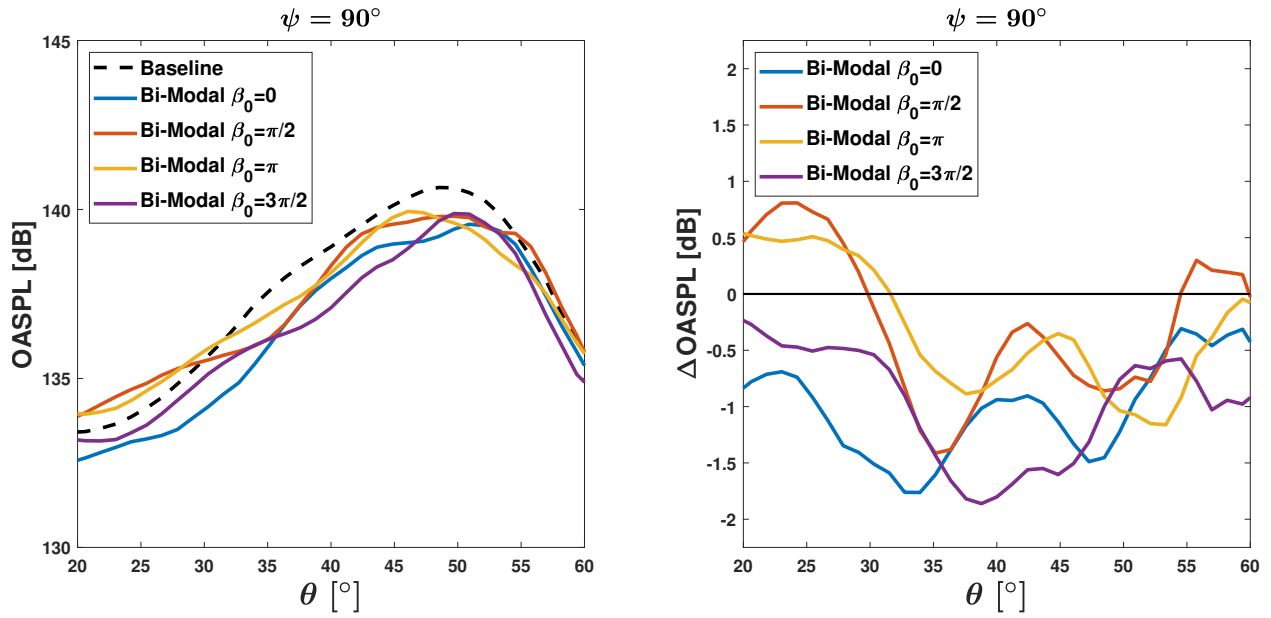 ψ = 90°
145
140
135
130
OASPL [dB]
Baseline
Bi-Modal β₀=0
Bi-Modal β₀=π/2
Bi-Modal β₀=π
Bi-Modal β₀=3π/2
20 25 30 35 40 45 50 55 60
θ [°]
ψ = 90°
2
1.5
1
0.5
0
-0.5
-1
-1.5
-2
ΔOASPL [dB]
Bi-Modal β₀=0
Bi-Modal β₀=π/2
Bi-Modal β₀=π
Bi-Modal β₀=3π/2
20 25 30 35 40 45 50 55 60
θ [°]